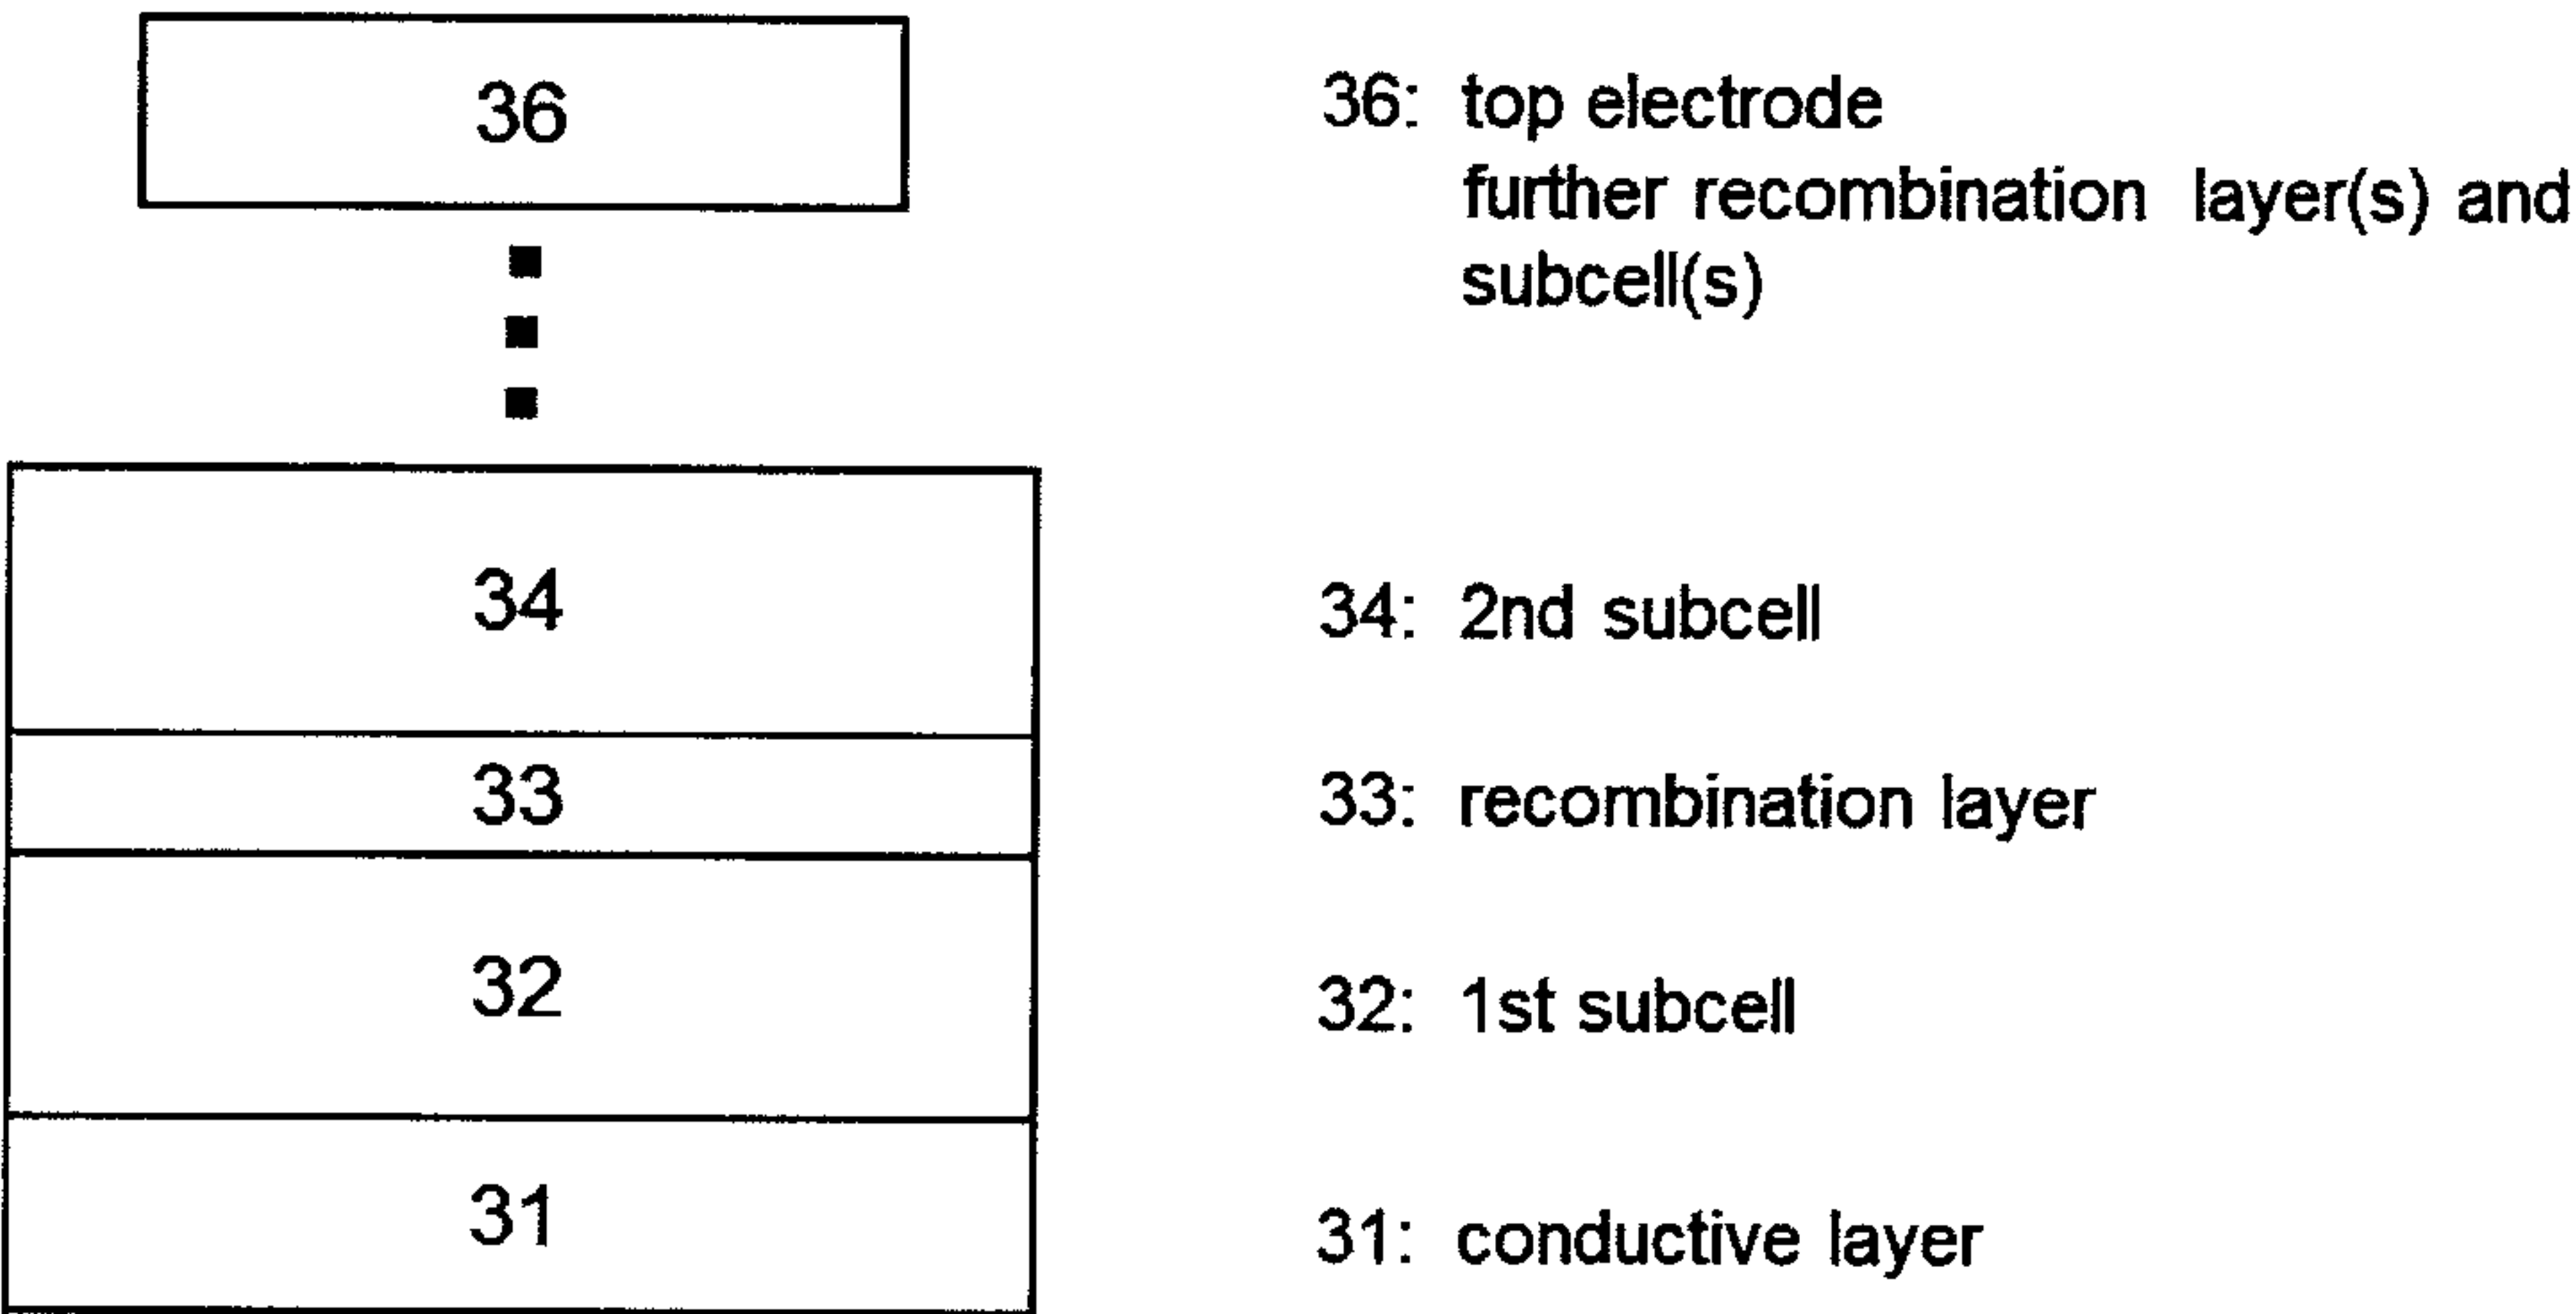 36
36: top electrode
further recombination layer(s) and
subcell(s)
34
34: 2nd subcell
33
33: recombination layer
32
32: 1st subcell
31
31: conductive layer